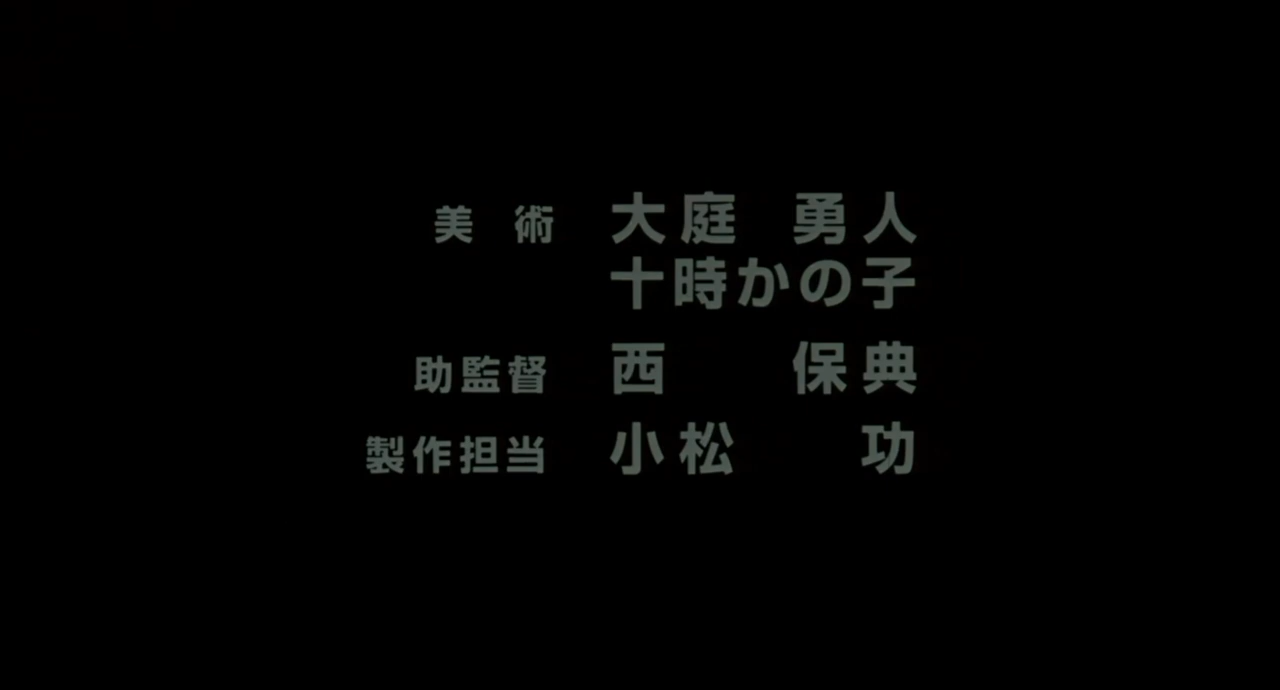 美術 大庭 勇人
十時かの子
助監督 西 保典
製作担当 小松 功